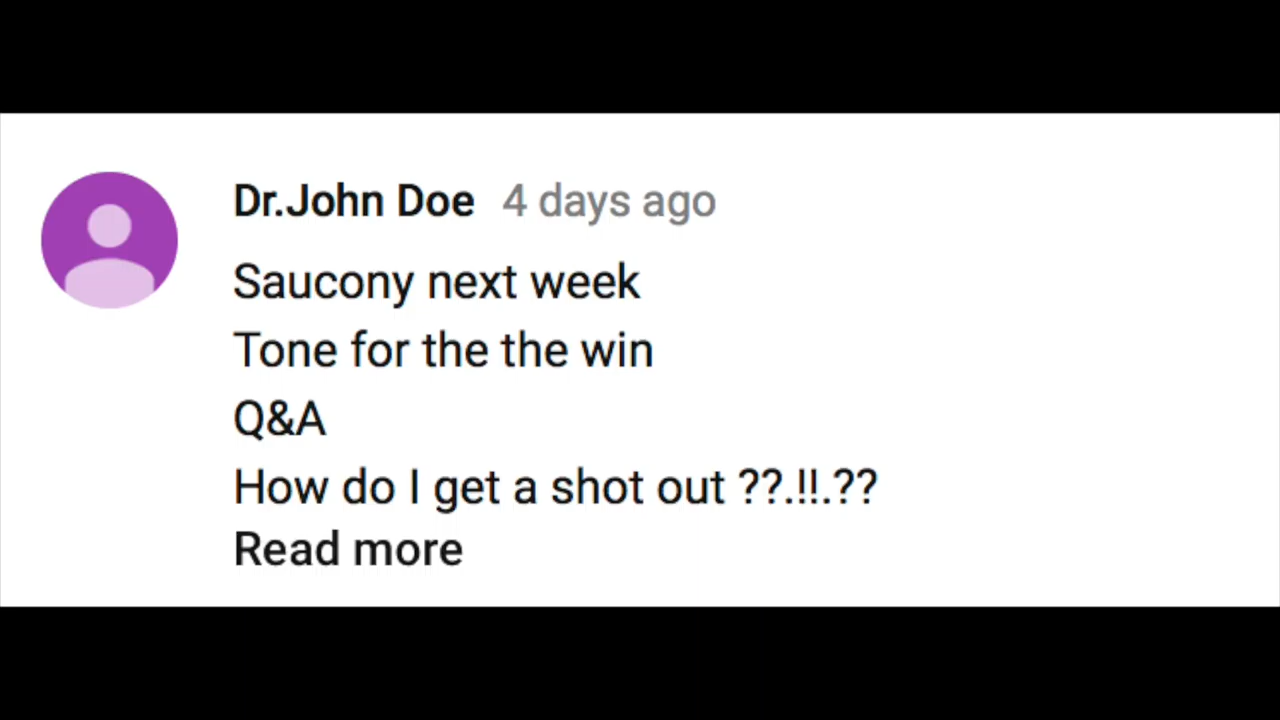 Dr.John Doe 4 days ago
Saucony next week
Tone for the the win
Q&A
How do I get a shot out ??.!!.??
Read more